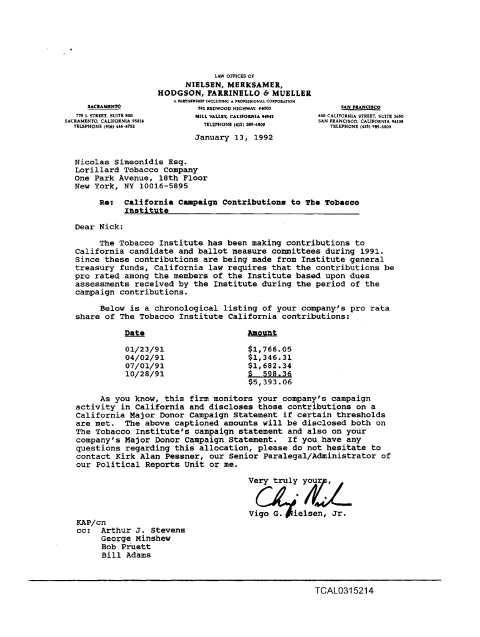 LAW OFFICES OF
NIELSEN, MERKSAMER,
HODGSON, PARRINELLO & MUELLER
A PARTNERSHIP INCLUDING A PROFESSIONAL CORPORATION
591 REDWOOD HIGHWAY, #4000
MILL VALLEY, CALIFORNIA 94941
TELEPHONE (415) 389-6800
SACRAMENTO
770 L STREET, SUITE 800
SACRAMENTO, CALIFORNIA 95814
TELEPHONE (916) 446-6752
SAN FRANCISCO
650 CALIFORNIA STREET, SUITE 2650
SAN FRANCISCO, CALIFORNIA 94108
TELEPHONE (415) 989-6800
January 13, 1992
Nicolas Simeonidis Esq.
Lorillard Tobacco Company
One Park Avenue, 18th Floor
New York, NY 10016-5895
Re: California Campaign Contributions to The Tobacco
Institute
Dear Nick:
The Tobacco Institute has been making contributions to
California candidate and ballot measure committees during 1991.
Since these contributions are being made from Institute general
treasury funds, California law requires that the contributions be
pro rated among the members of the Institute based upon dues
assessments received by the Institute during the period of the
campaign contributions.
Below is a chronological listing of your company's pro rata
share of The Tobacco Institute California contributions:
Date Amount
01/23/91 $1,766.05
04/02/91 $1,346.31
07/01/91 $1,682.34
10/28/91 $ 598.36
$5,393.06
As you know, this firm monitors your company's campaign
activity in California and discloses those contributions on a
California Major Donor Campaign Statement if certain thresholds
are met. The above captioned amounts will be disclosed both on
The Tobacco Institute's campaign statement and also on your
company's Major Donor Campaign Statement. If you have any
questions regarding this allocation, please do not hesitate to
contact Kirk Alan Pessner, our Senior Paralegal/Administrator of
our Political Reports Unit or me.
Very truly yours,
Vigo G. Nielsen, Jr.
KAP/cn
cc: Arthur J. Stevens
George Minshew
Bob Pruett
Bill Adams
TCAL0315214